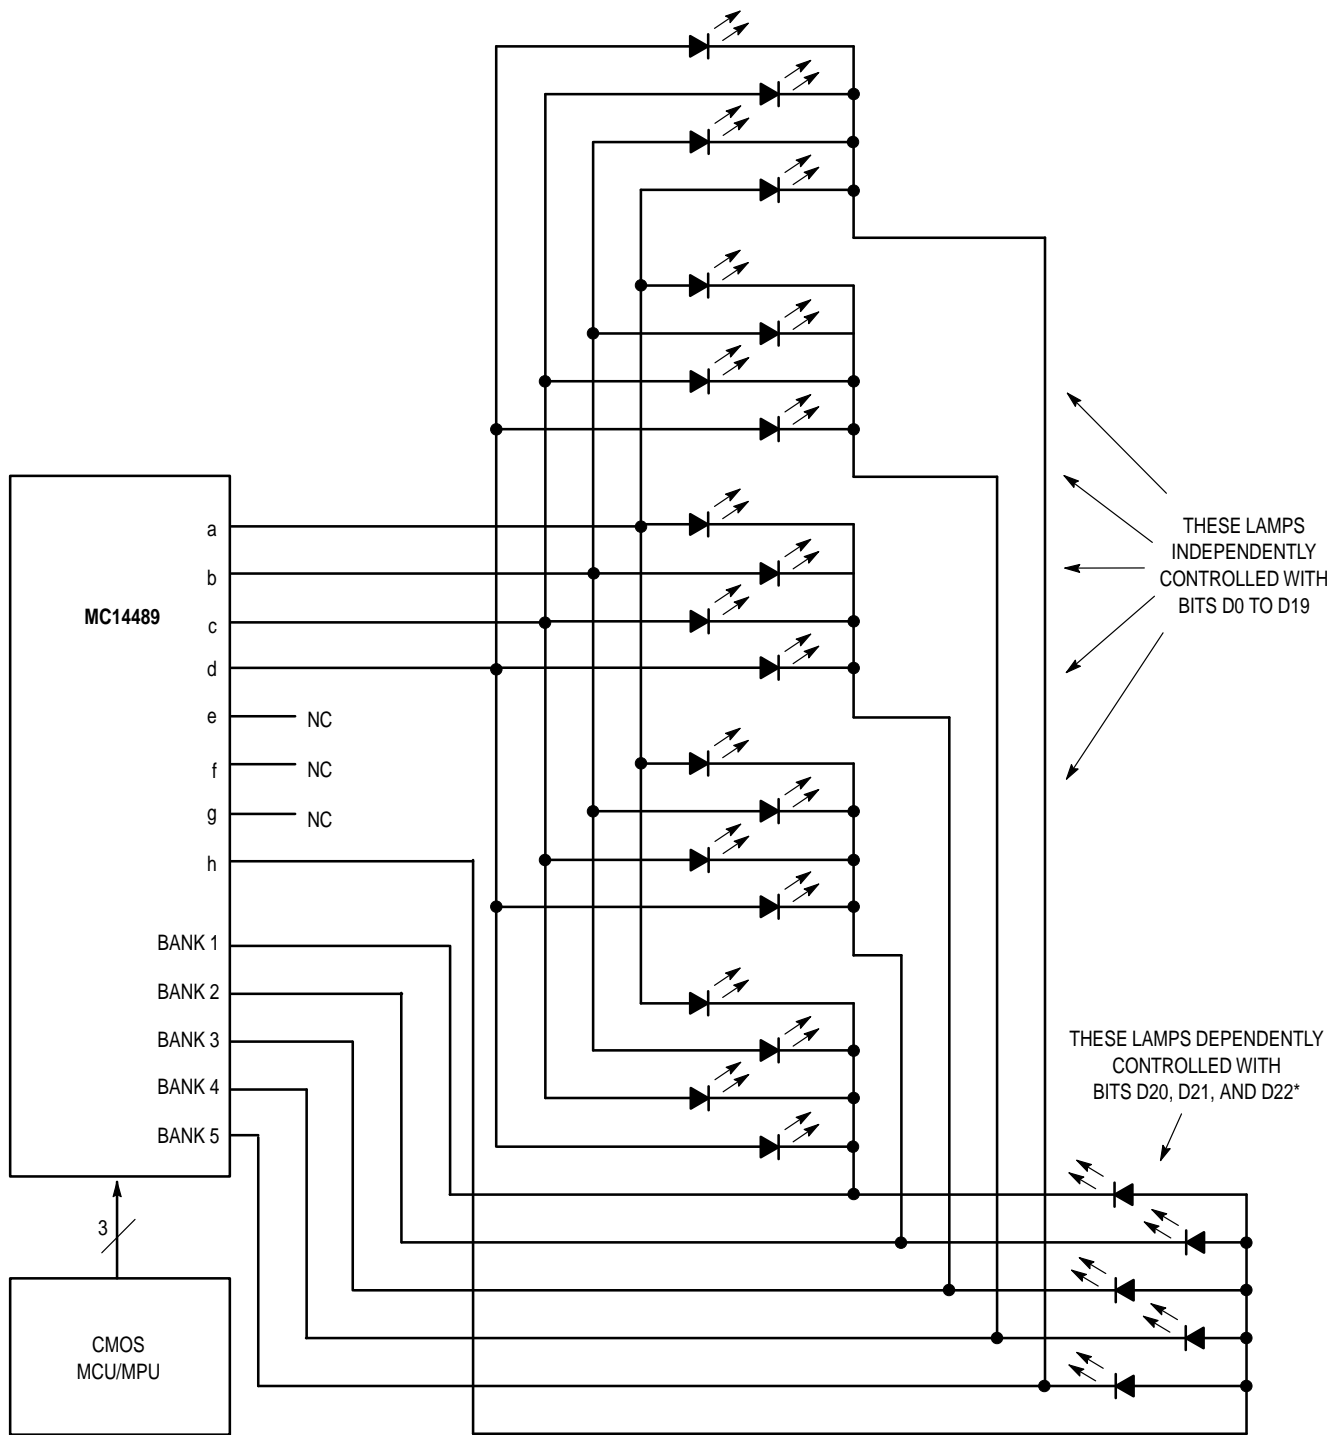 a
b
MC14489
c
d
e
NC
f
NC
g
NC
h
BANK 1
BANK 2
BANK 3
BANK 4
BANK 5
3
CMOS
MCU/MPU
THESE LAMPS
INDEPENDENTLY
CONTROLLED WITH
BITS D0 TO D19
THESE LAMPS DEPENDENTLY
CONTROLLED WITH
BITS D20, D21, AND D22*